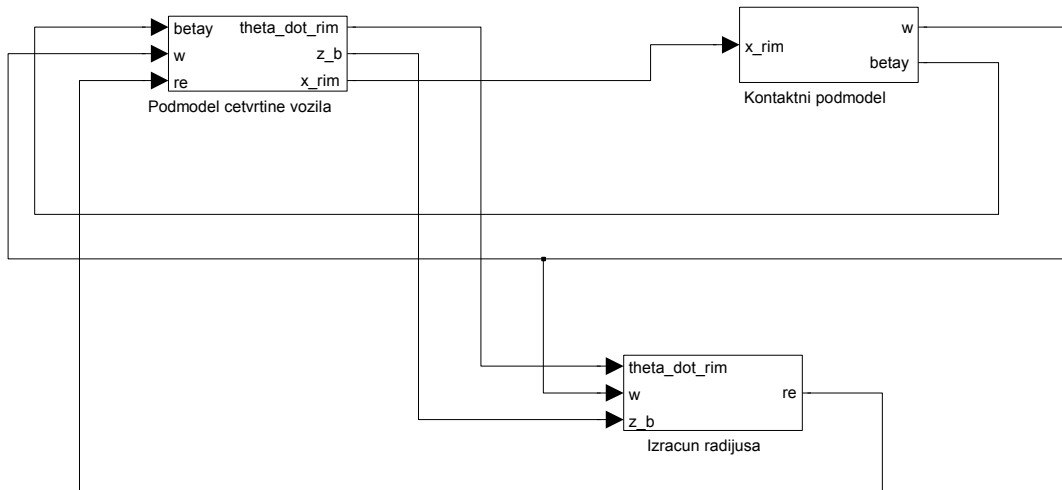 betay
w
re
theta_dot_rim
z_b
x_rim
Podmodel cetvrtine vozila
x_rim
w
betay
Kontaktni podmodel
theta_dot_rim
w
z_b
re
Izracun radijusa